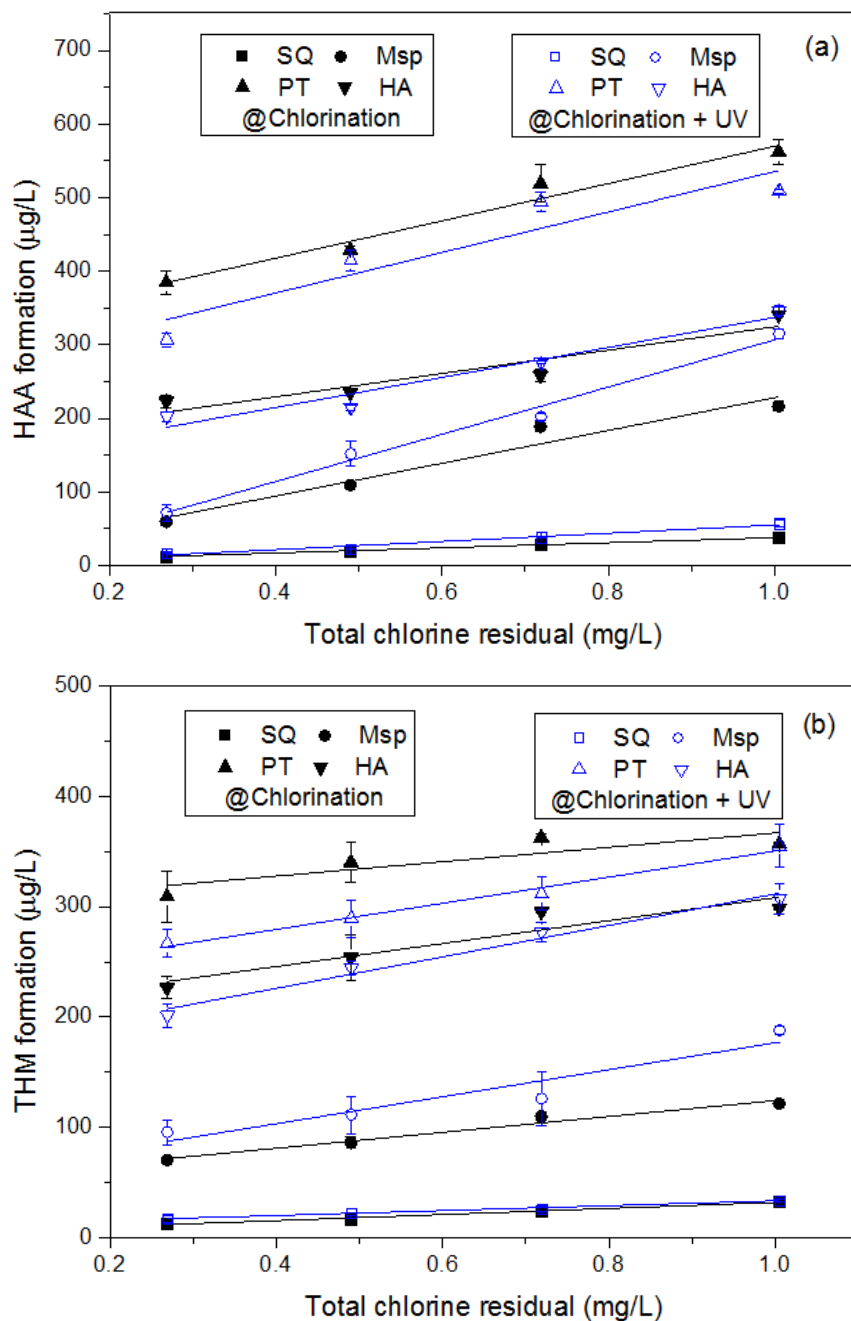 (a)
SQ Msp
PT HA
@Chlorination
SQ Msp
PT HA
@Chlorination + UV
700
600
500
400
300
200
100
0
HAA formation (µg/L)
0.2 0.4 0.6 0.8 1.0
Total chlorine residual (mg/L)
(b)
SQ Msp
PT HA
@Chlorination
SQ Msp
PT HA
@Chlorination + UV
500
400
300
200
100
0
THM formation (µg/L)
0.2 0.4 0.6 0.8 1.0
Total chlorine residual (mg/L)